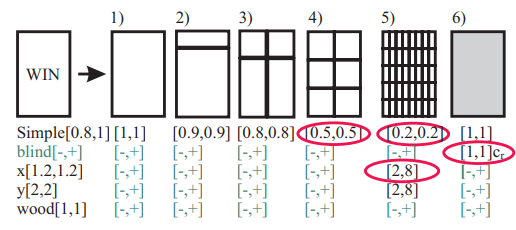 1) 2) 3) 4) 5) 6)
WIN
Simple[0.8,1] [1,1] [0.9,0.9] [0.8,0.8] [0.5,0.5] [0.2,0.2] [1,1]
blind[-,+] [-,+] [-,+] [-,+] [-,+] [-,+] [1,1]cr
x[1.2,1.2] [-,+] [-,+] [-,+] [-,+] [2,8] [-,+]
y[2,2] [-,+] [-,+] [-,+] [-,+] [2,8] [-,+]
wood[1,1] [-,+] [-,+] [-,+] [-,+] [-,+] [-,+]